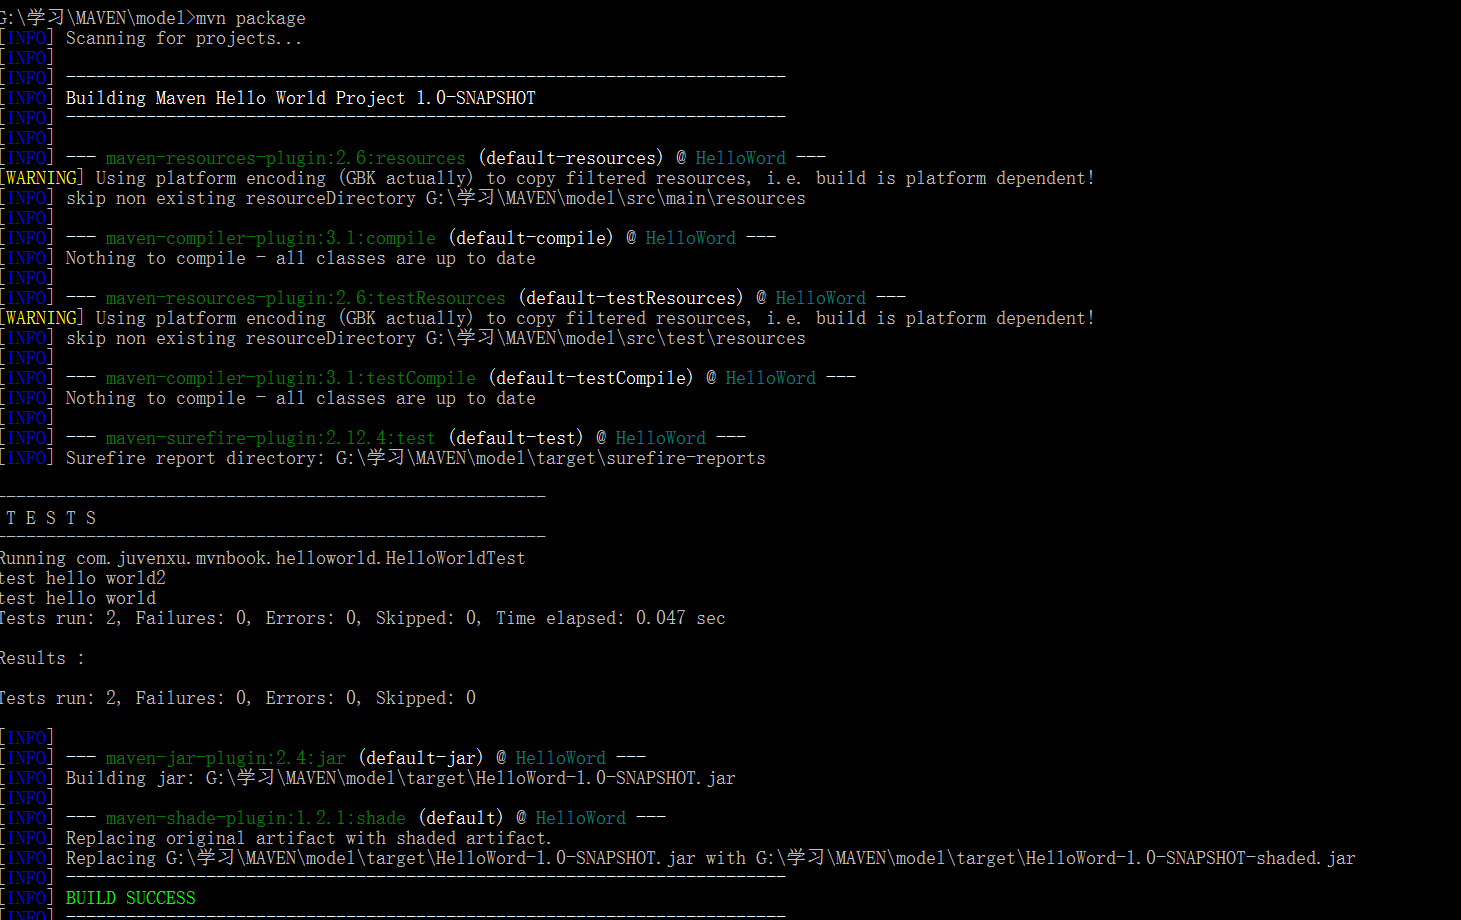 G:\学习\MAVEN\model>mvn package
[INFO] Scanning for projects...
[INFO]
[INFO] ------------------------------------------------------------------------
[INFO] Building Maven Hello World Project 1.0-SNAPSHOT
[INFO] ------------------------------------------------------------------------
[INFO]
[INFO] --- maven-resources-plugin:2.6:resources (default-resources) @ HelloWord ---
[WARNING] Using platform encoding (GBK actually) to copy filtered resources, i.e. build is platform dependent!
[INFO] skip non existing resourceDirectory G:\学习\MAVEN\model\src\main\resources
[INFO]
[INFO] --- maven-compiler-plugin:3.1:compile (default-compile) @ HelloWord ---
[INFO] Nothing to compile - all classes are up to date
[INFO]
[INFO] --- maven-resources-plugin:2.6:testResources (default-testResources) @ HelloWord ---
[WARNING] Using platform encoding (GBK actually) to copy filtered resources, i.e. build is platform dependent!
[INFO] skip non existing resourceDirectory G:\学习\MAVEN\model\src\test\resources
[INFO]
[INFO] --- maven-compiler-plugin:3.1:testCompile (default-testCompile) @ HelloWord ---
[INFO] Nothing to compile - all classes are up to date
[INFO]
[INFO] --- maven-surefire-plugin:2.12.4:test (default-test) @ HelloWord ---
[INFO] Surefire report directory: G:\学习\MAVEN\model\target\surefire-reports
-------------------------------------------------------
T E S T S
-------------------------------------------------------
Running com.juvenxu.mvnbook.helloworld.HelloWorldTest
test hello world2
test hello world
Tests run: 2, Failures: 0, Errors: 0, Skipped: 0, Time elapsed: 0.047 sec
Results :
Tests run: 2, Failures: 0, Errors: 0, Skipped: 0
[INFO]
[INFO] --- maven-jar-plugin:2.4:jar (default-jar) @ HelloWord ---
[INFO] Building jar: G:\学习\MAVEN\model\target\HelloWord-1.0-SNAPSHOT.jar
[INFO]
[INFO] --- maven-shade-plugin:1.2.1:shade (default) @ HelloWord ---
[INFO] Replacing original artifact with shaded artifact.
[INFO] Replacing G:\学习\MAVEN\model\target\HelloWord-1.0-SNAPSHOT.jar with G:\学习\MAVEN\model\target\HelloWord-1.0-SNAPSHOT-shaded.jar
[INFO] ------------------------------------------------------------------------
[INFO] BUILD SUCCESS
[INFO] ------------------------------------------------------------------------